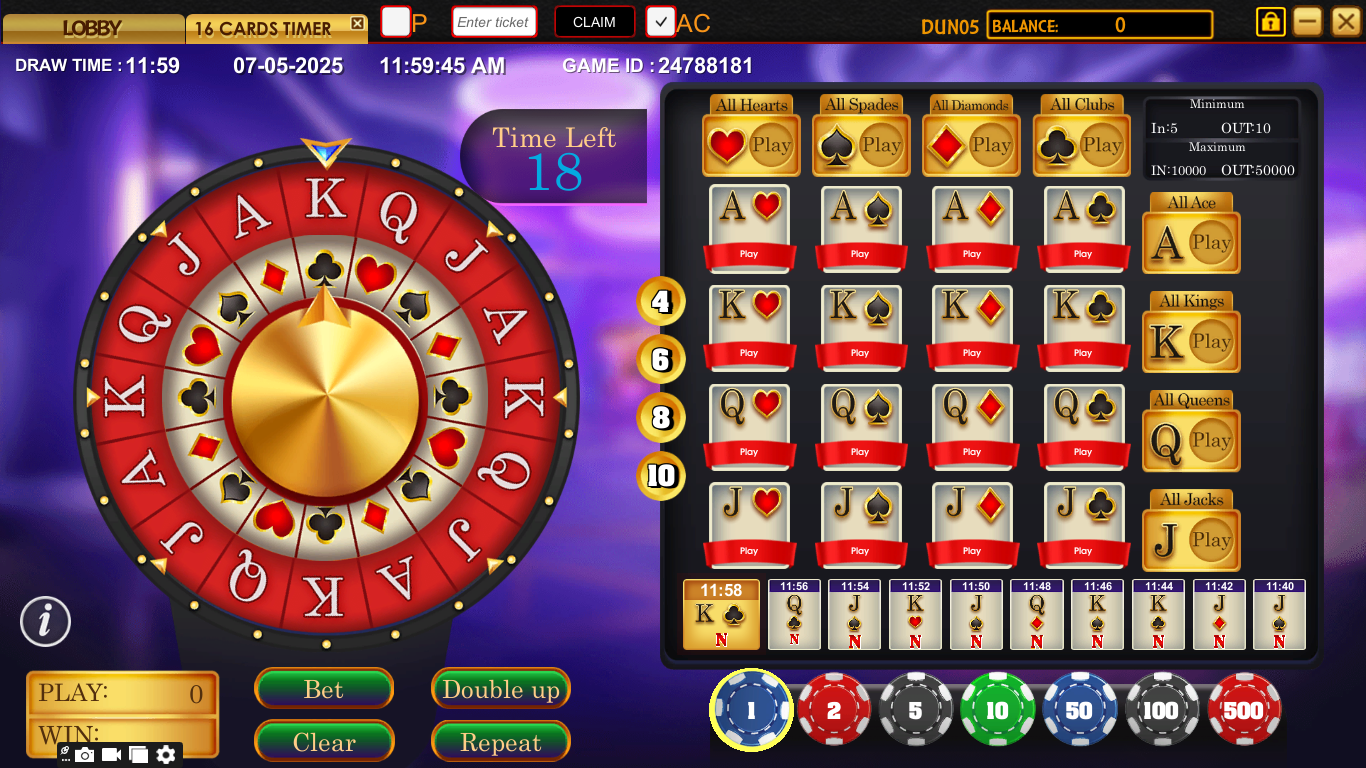 LOBBY
16 CARDS TIMER
P
Enter ticket
CLAIM
AC
DUN05
BALANCE:
0
DRAW TIME : 11:59
07-05-2025
11:59:45 AM
GAME ID : 24788181
Time Left
18
K
Q
J
A
K
Q
J
A
K
Q
J
A
K
Q
J
A
4
6
8
10
All Hearts
All Spades
All Diamonds
All Clubs
Play
Play
Play
Play
Minimum
In:5 OUT:10
Maximum
IN:10000 OUT:50000
A
A
A
A
Play
Play
Play
Play
All Ace
A Play
K
K
K
K
Play
Play
Play
Play
All Kings
K Play
Q
Q
Q
Q
Play
Play
Play
Play
All Queens
Q Play
J
J
J
J
Play
Play
Play
Play
All Jacks
J Play
11:58
K
N
11:56
Q
N
11:54
J
N
11:52
K
N
11:50
J
N
11:48
Q
N
11:46
K
N
11:44
K
N
11:42
J
N
11:40
J
N
i
PLAY: 0
WIN:
Bet
Double up
Clear
Repeat
1
2
5
10
50
100
500